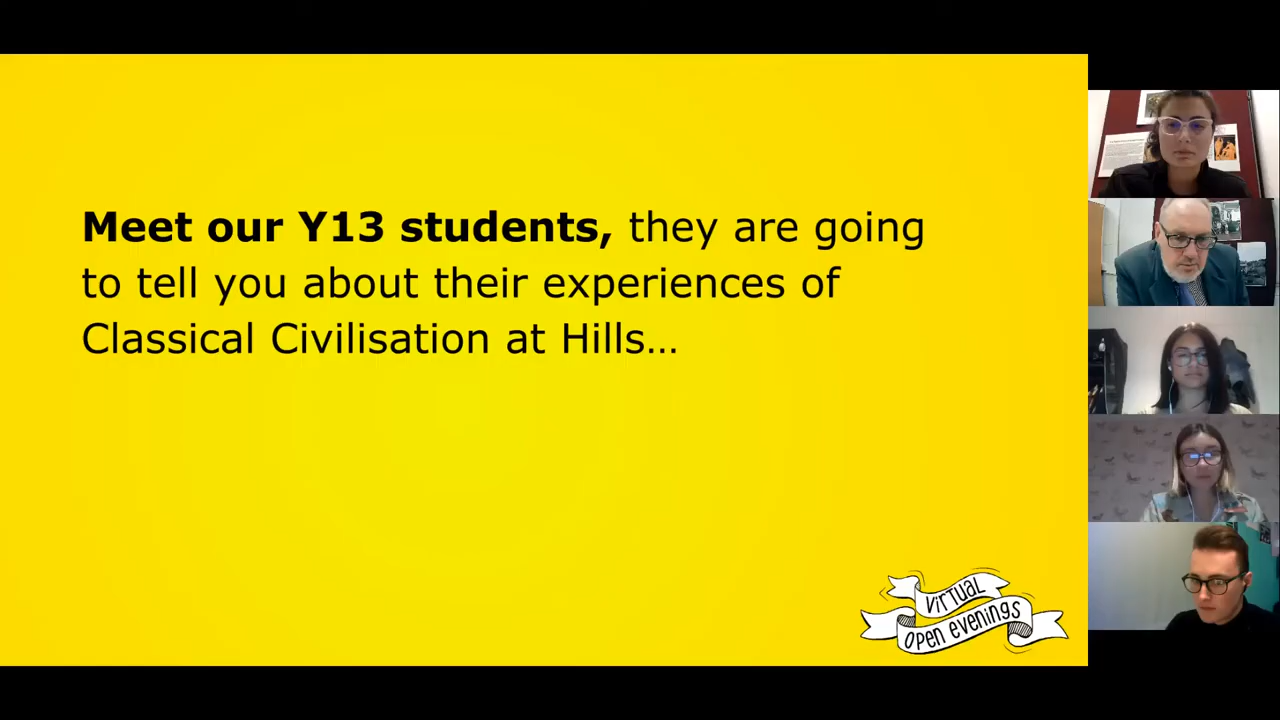 Meet our Y13 students, they are going
to tell you about their experiences of
Classical Civilisation at Hills...
VIRTUAL
OPEN EVENINGS